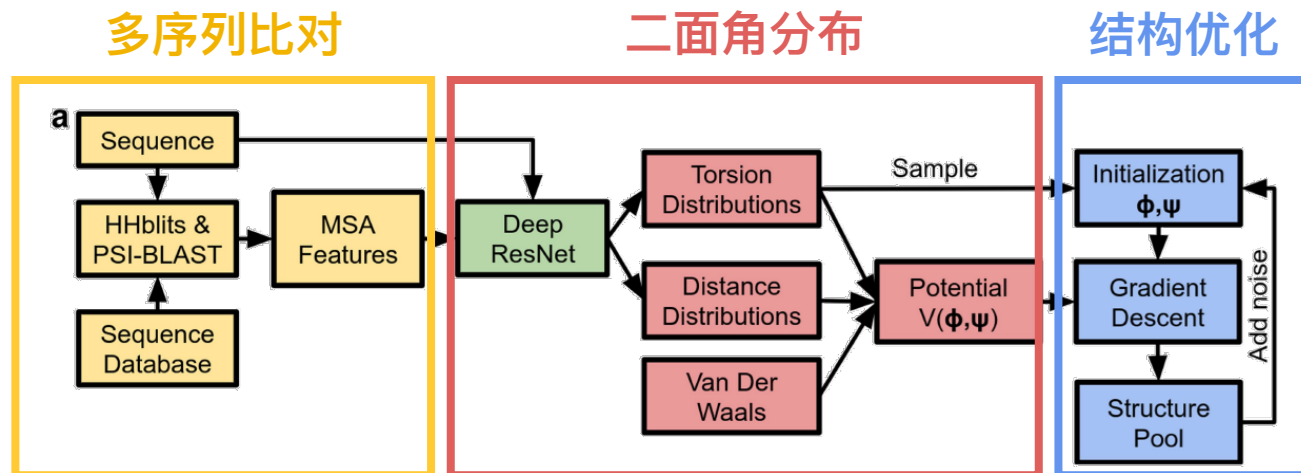 多序列比对
二面角分布
结构优化
a
Sequence
HHblits &
PSI-BLAST
Sequence
Database
MSA
Features
Deep
ResNet
Torsion
Distributions
Distance
Distributions
Van Der
Waals
Potential
V(ϕ,ψ)
Sample
Initialization
ϕ,ψ
Gradient
Descent
Structure
Pool
Add noise